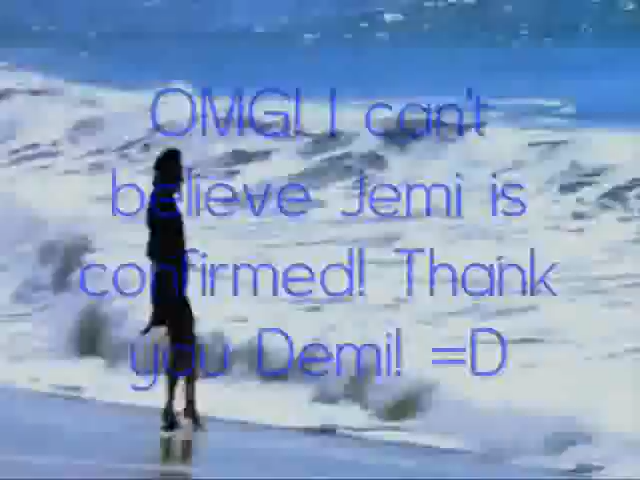 OMG! I can't
believe Jemi is
confirmed! Thank
you Demi! =D